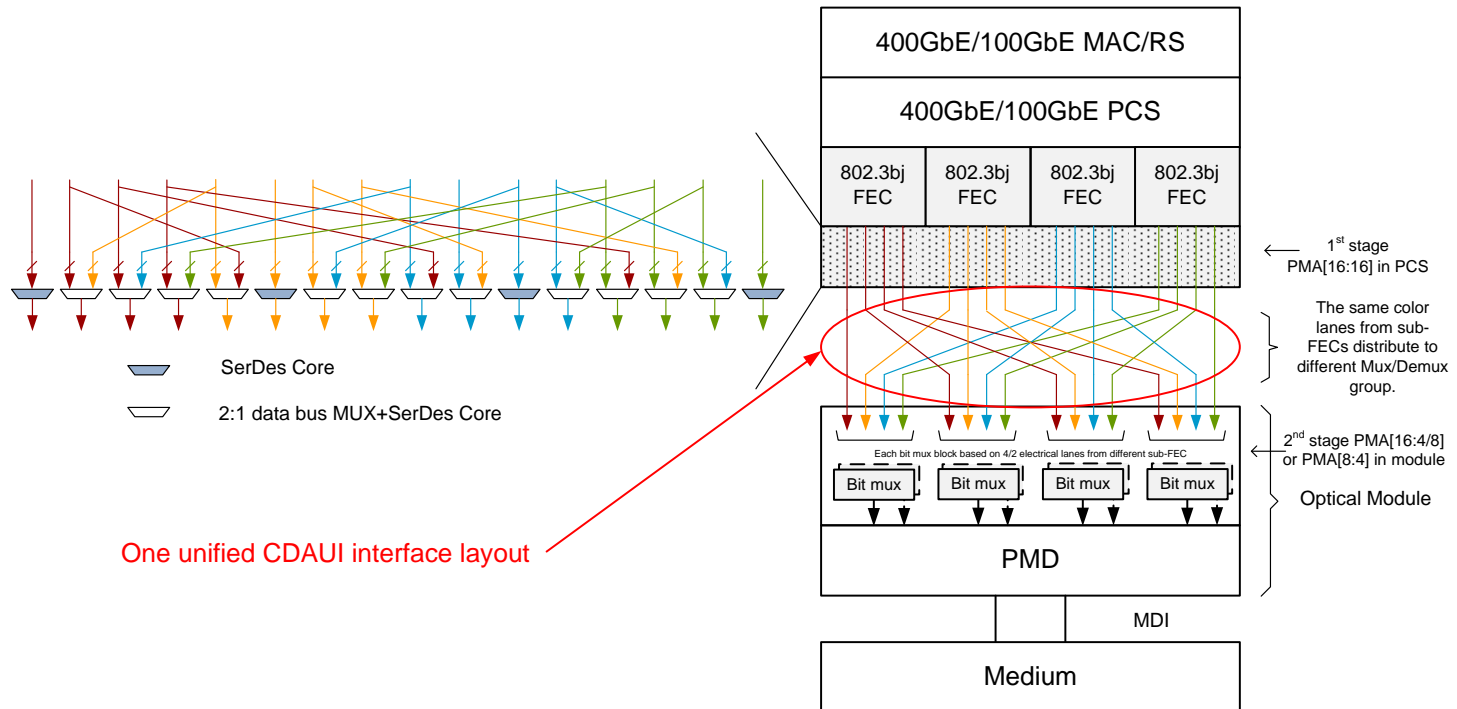 400GbE/100GbE MAC/RS
400GbE/100GbE PCS
802.3bj
FEC
802.3bj
FEC
802.3bj
FEC
802.3bj
FEC
1st stage
PMA[16:16] in PCS
The same color
lanes from sub-
FECs distribute to
different Mux/Demux
group.
SerDes Core
2:1 data bus MUX+SerDes Core
2nd stage PMA[16:4/8]
or PMA[8:4] in module
Each bit mux block based on 4/2 electrical lanes from different sub-FEC
Bit mux
Bit mux
Bit mux
Bit mux
Optical Module
One unified CDAUI interface layout
PMD
MDI
Medium